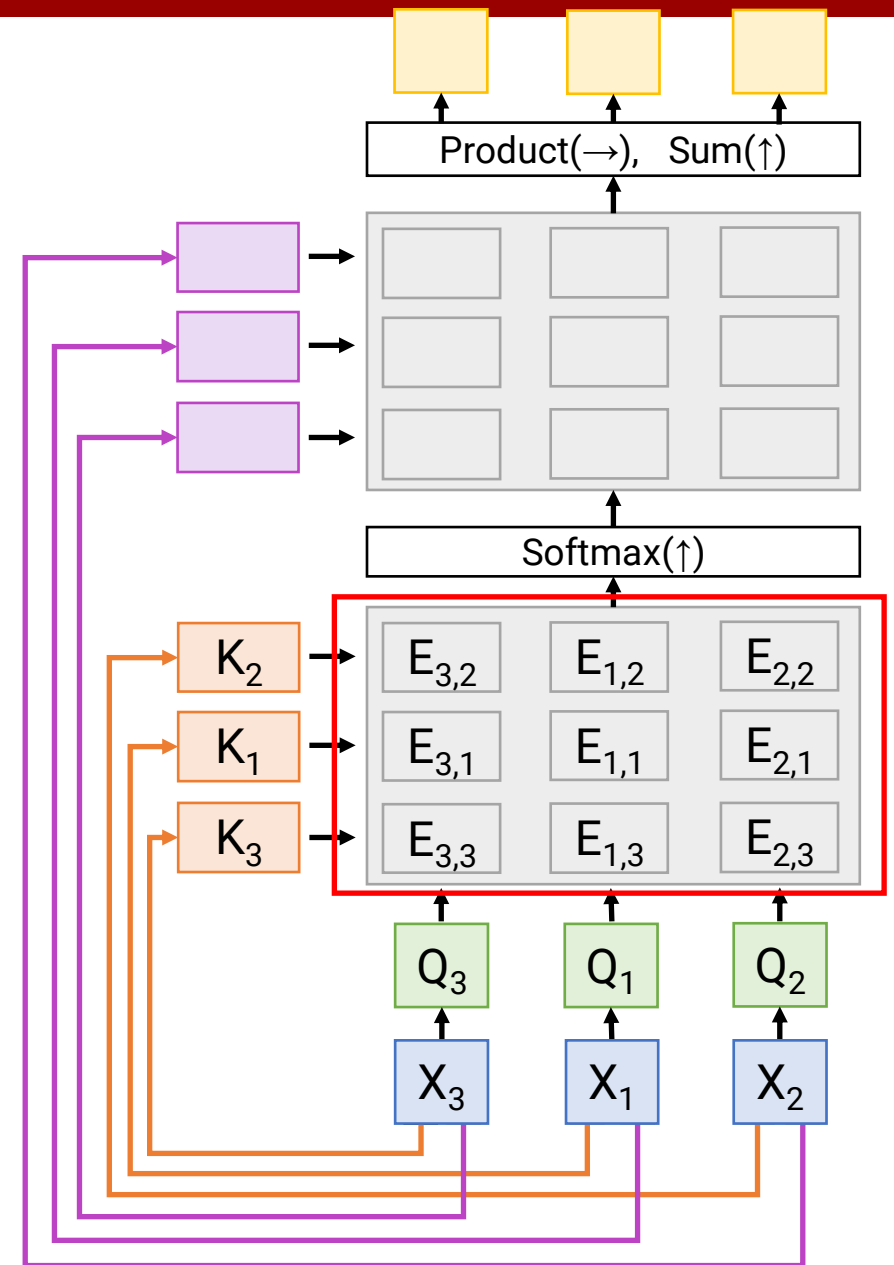 Product(→), Sum(↑)
Softmax(↑)
K₂ E₃,₂ E₁,₂ E₂,₂
K₁ E₃,₁ E₁,₁ E₂,₁
K₃ E₃,₃ E₁,₃ E₂,₃
Q₃ Q₁ Q₂
X₃ X₁ X₂